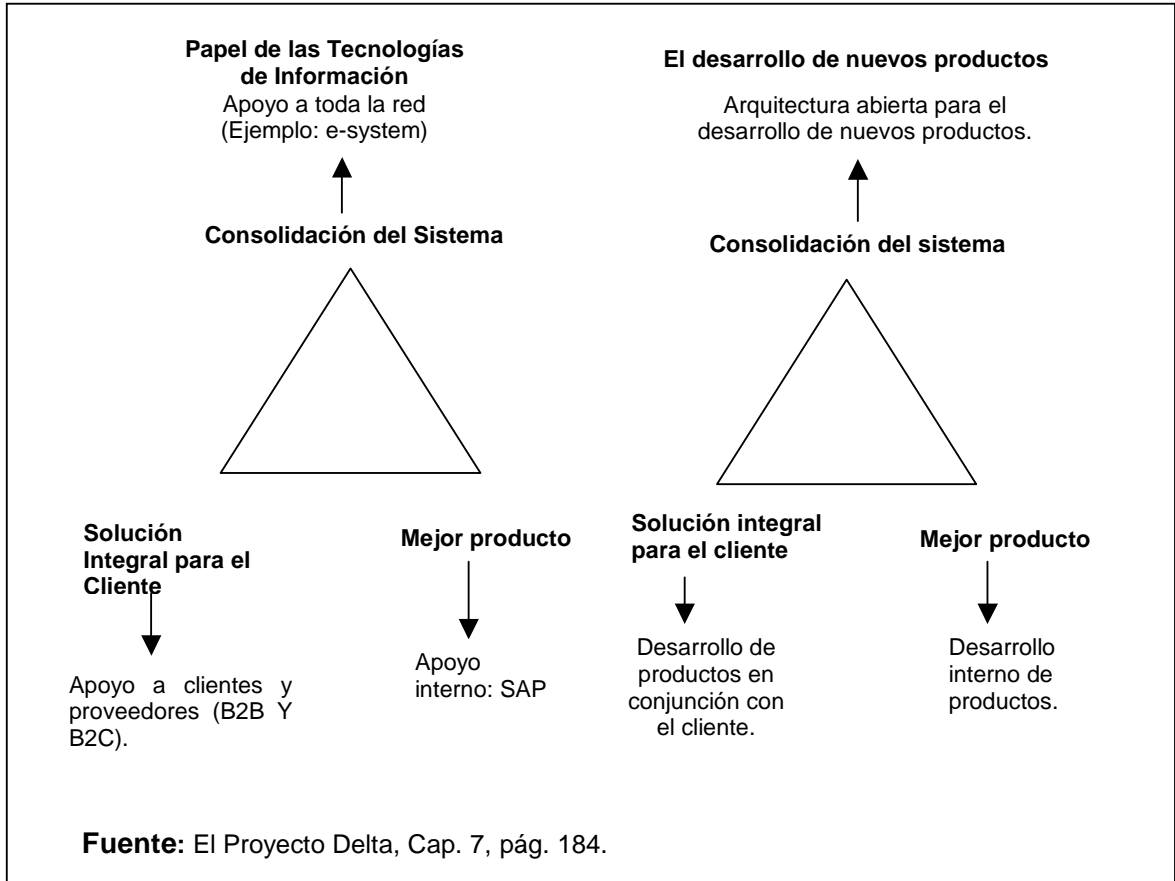 Papel de las Tecnologías
de Información
Apoyo a toda la red
(Ejemplo: e-system)
Consolidación del Sistema
Solución
Integral para el
Cliente
Apoyo a clientes y
proveedores (B2B Y
B2C).
Mejor producto
Apoyo
interno: SAP
El desarrollo de nuevos productos
Arquitectura abierta para el
desarrollo de nuevos productos.
Consolidación del sistema
Solución integral
para el cliente
Desarrollo de
productos en
conjunción con
el cliente.
Mejor producto
Desarrollo
interno de
productos.
Fuente: El Proyecto Delta, Cap. 7, pág. 184.